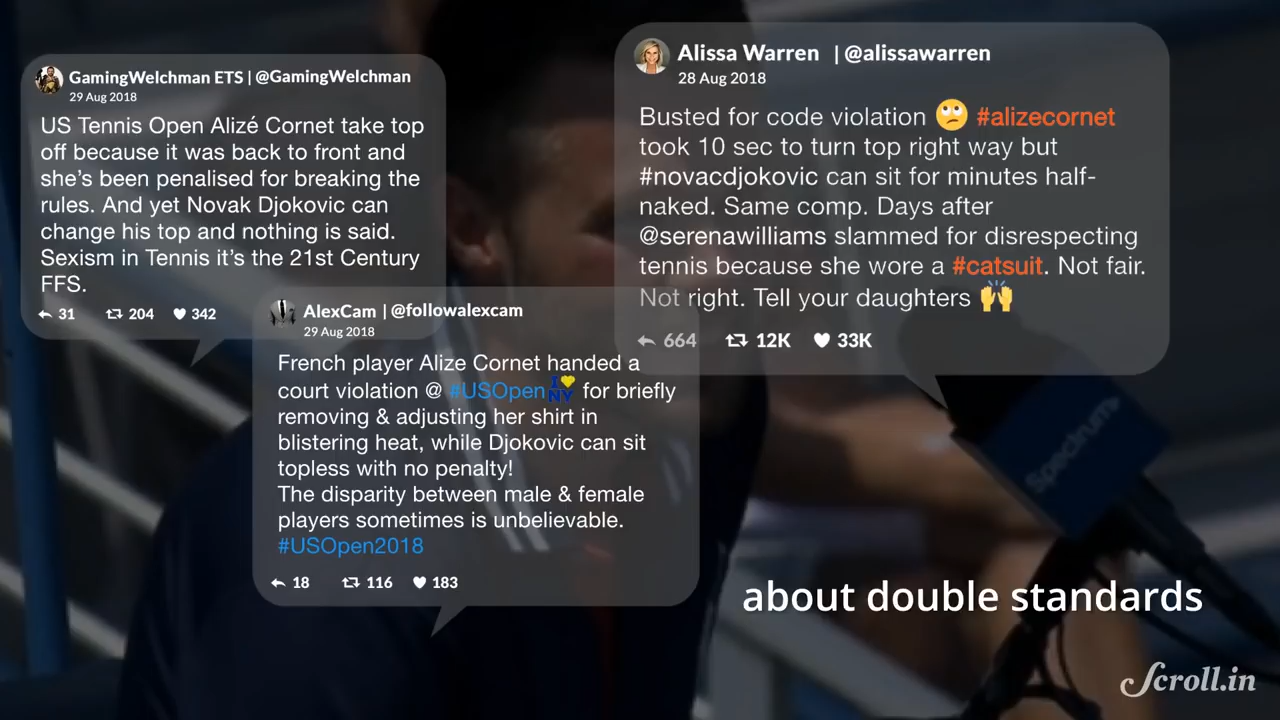 GamingWelchman ETS | @GamingWelchman
29 Aug 2018
US Tennis Open Alizé Cornet take top
off because it was back to front and
she's been penalised for breaking the
rules. And yet Novak Djokovic can
change his top and nothing is said.
Sexism in Tennis it's the 21st Century
FFS.
31 204 342
Alissa Warren | @alissawarren
28 Aug 2018
Busted for code violation 🙄 #alizecornet
took 10 sec to turn top right way but
#novacdjokovic can sit for minutes half-
naked. Same comp. Days after
@serenawilliams slammed for disrespecting
tennis because she wore a #catsuit. Not fair.
Not right. Tell your daughters 🙌
664 12K 33K
AlexCam | @followalexcam
29 Aug 2018
French player Alize Cornet handed a
court violation @ #USOpen I 💛 NY for briefly
removing & adjusting her shirt in
blistering heat, while Djokovic can sit
topless with no penalty!
The disparity between male & female
players sometimes is unbelievable.
#USOpen2018
18 116 183
Spectrum
about double standards
Scroll.in